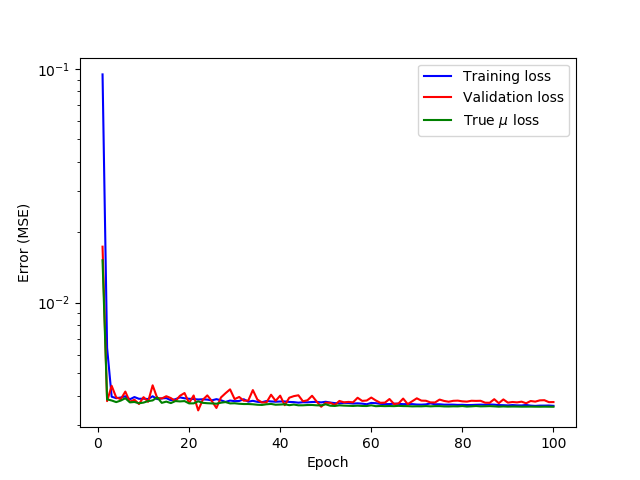 Training loss
Validation loss
True μ loss
Error (MSE)
10⁻¹
10⁻²
0 20 40 60 80 100
Epoch